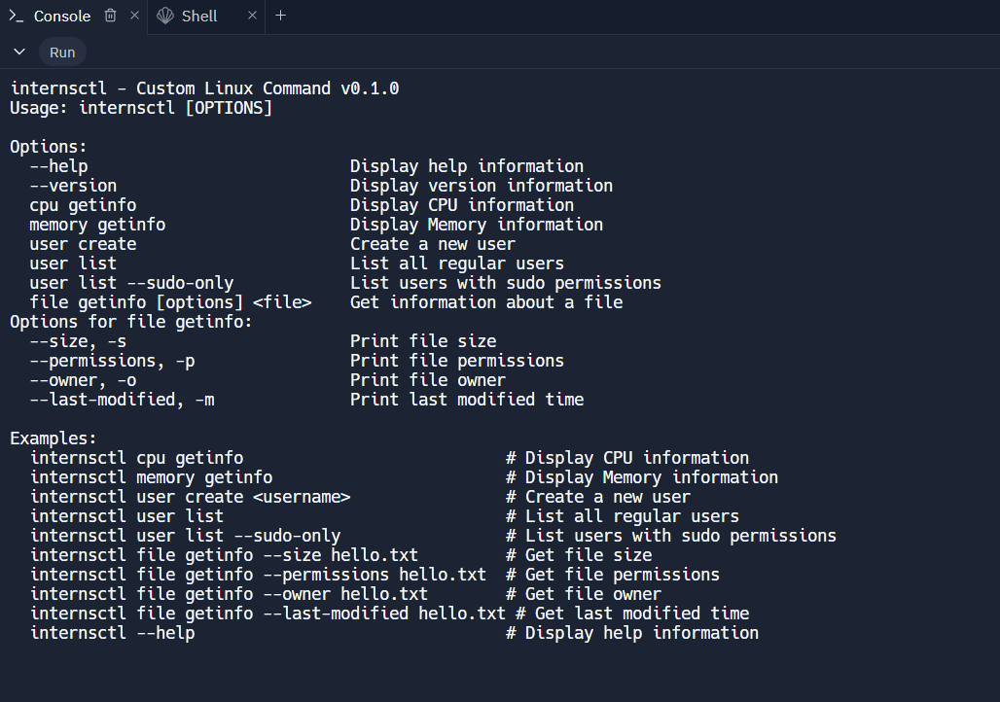 Console
Shell
Run
internsctl - Custom Linux Command v0.1.0
Usage: internsctl [OPTIONS]

Options:
  --help                           Display help information
  --version                        Display version information
  cpu getinfo                      Display CPU information
  memory getinfo                   Display Memory information
  user create                      Create a new user
  user list                        List all regular users
  user list --sudo-only            List users with sudo permissions
  file getinfo [options] <file>    Get information about a file
Options for file getinfo:
  --size, -s                       Print file size
  --permissions, -p                Print file permissions
  --owner, -o                      Print file owner
  --last-modified, -m              Print last modified time

Examples:
  internsctl cpu getinfo                           # Display CPU information
  internsctl memory getinfo                        # Display Memory information
  internsctl user create <username>                # Create a new user
  internsctl user list                             # List all regular users
  internsctl user list --sudo-only                 # List users with sudo permissions
  internsctl file getinfo --size hello.txt         # Get file size
  internsctl file getinfo --permissions hello.txt  # Get file permissions
  internsctl file getinfo --owner hello.txt        # Get file owner
  internsctl file getinfo --last-modified hello.txt # Get last modified time
  internsctl --help                                # Display help information